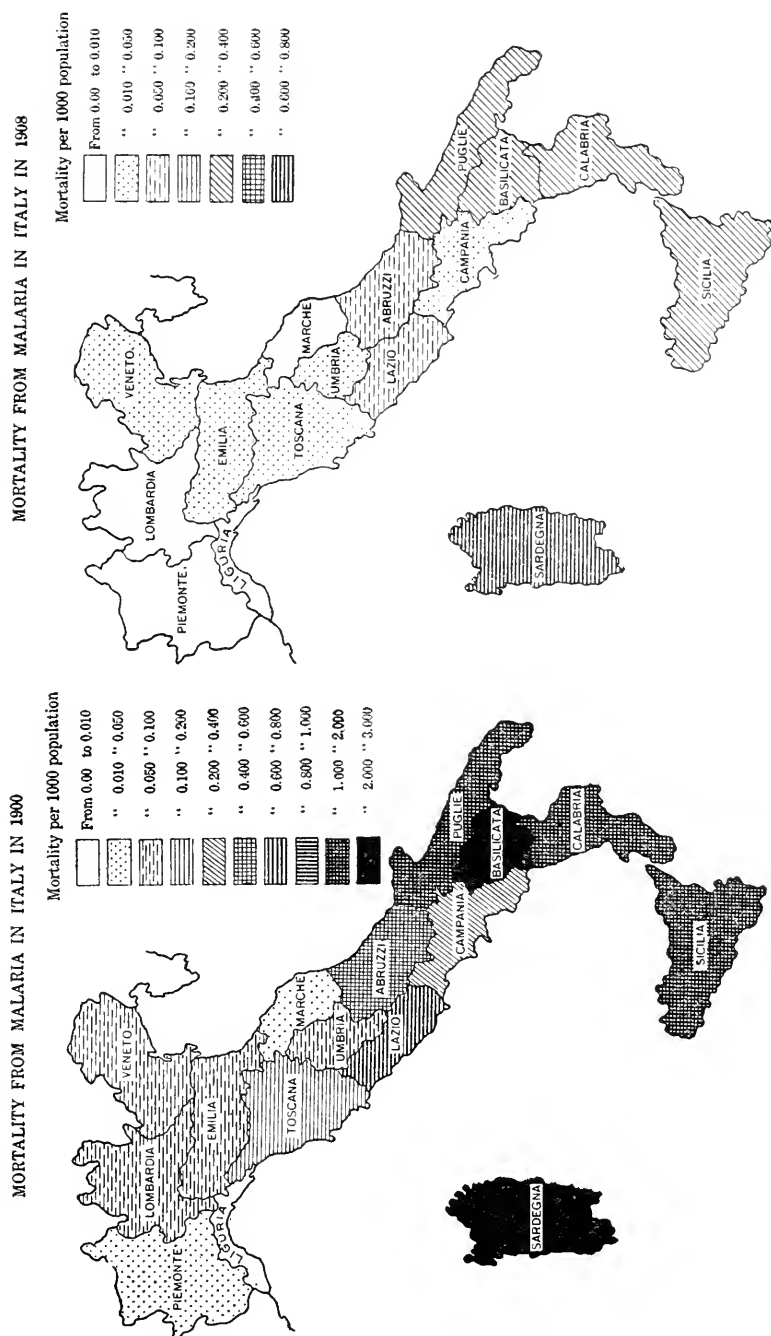 MORTALITY FROM MALARIA IN ITALY IN 1900
Mortality per 1000 population
From 0.00 to 0.010
“ 0.010 “ 0.050
“ 0.050 “ 0.100
“ 0.100 “ 0.200
“ 0.200 “ 0.400
“ 0.400 “ 0.600
“ 0.600 “ 0.800
“ 0.800 “ 1.000
“ 1.000 “ 2.000
“ 2.000 “ 3.000
VENETO
LOMBARDIA
PIEMONTE
EMILIA
LIGURIA
TOSCANA
MARCHE
UMBRIA
LAZIO
ABRUZZI
CAMPANIA
PUGLIE
BASILICATA
CALABRIA
SICILIA
SARDEGNA
MORTALITY FROM MALARIA IN ITALY IN 1908
Mortality per 1000 population
From 0.00 to 0.010
“ 0.010 “ 0.050
“ 0.050 “ 0.100
“ 0.100 “ 0.200
“ 0.200 “ 0.400
“ 0.400 “ 0.600
“ 0.600 “ 0.800
VENETO.
LOMBARDIA
PIEMONTE.
EMILIA
LIGURIA
TOSCANA
MARCHE
UMBRIA
LAZIO
ABRUZZI
CAMPANIA
PUGLIE
BASILICATA
CALABRIA
SICILIA
SARDEGNA